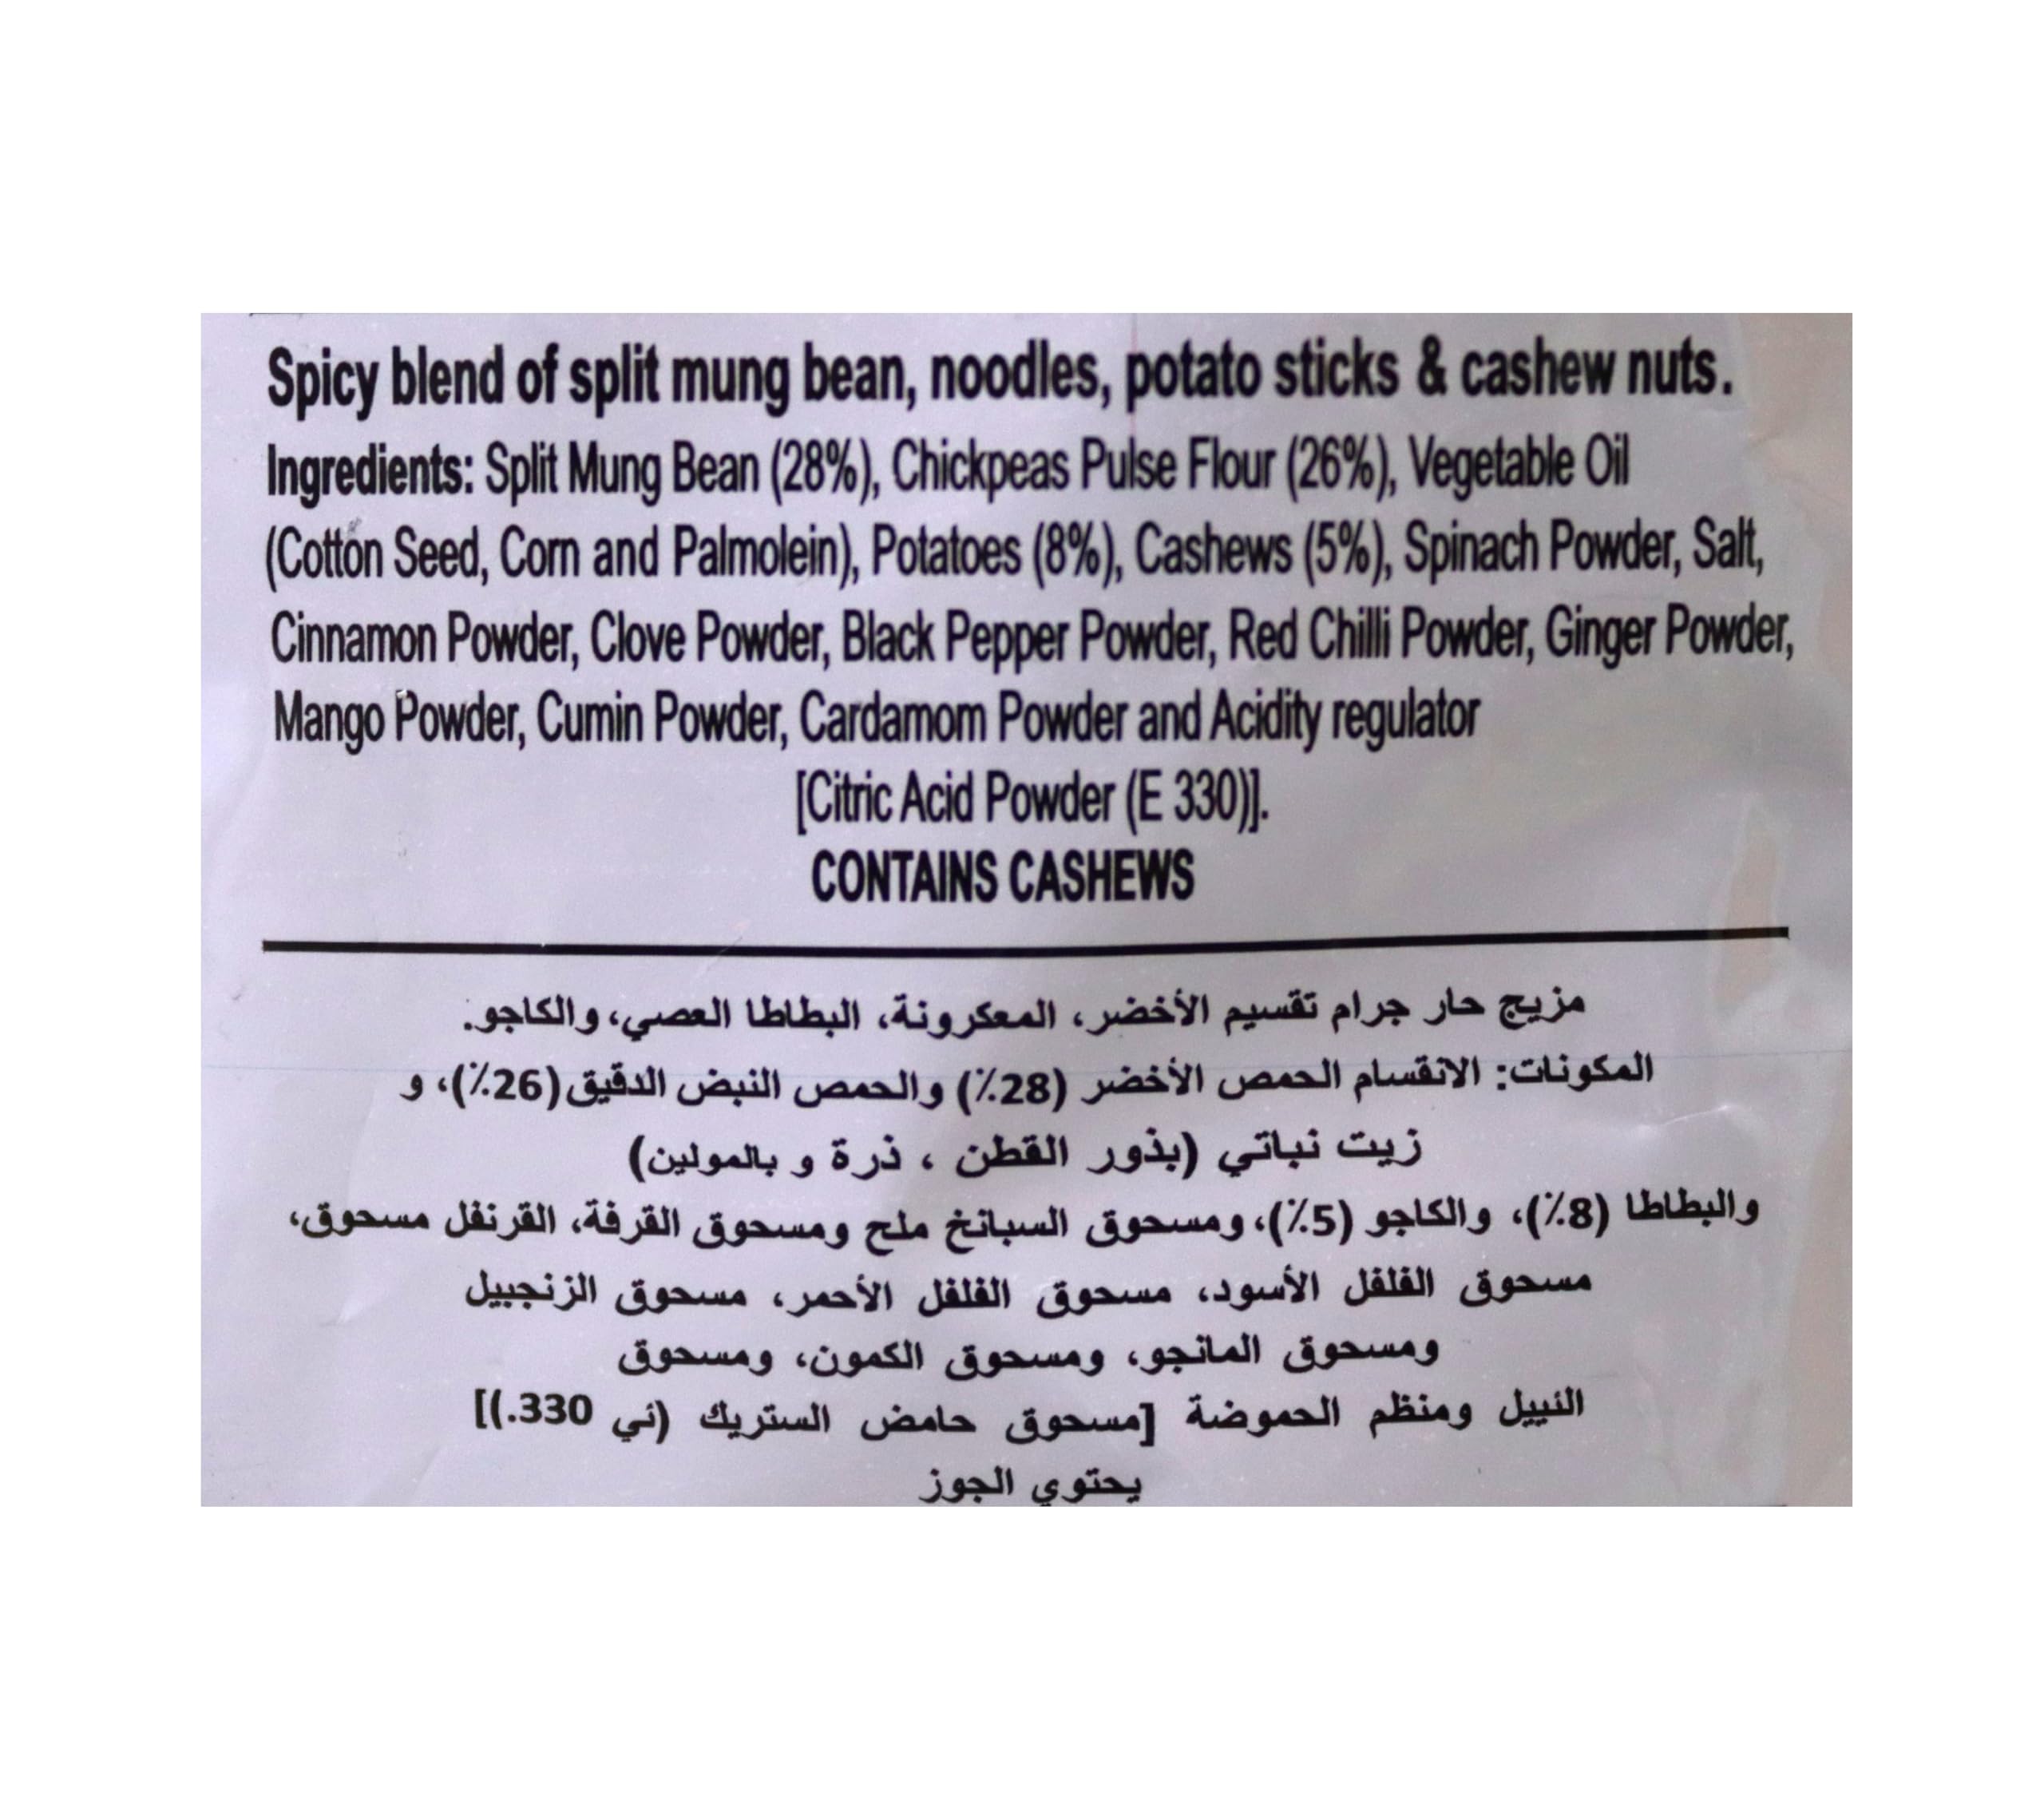 Spicy blend of split mung bean, noodles, potato sticks & cashew nuts.
Ingredients: Split Mung Bean (28%), Chickpeas Pulse Flour (26%), Vegetable Oil
(Cotton Seed, Corn and Palmolein), Potatoes (8%), Cashews (5%), Spinach Powder, Salt,
Cinnamon Powder, Clove Powder, Black Pepper Powder, Red Chilli Powder, Ginger Powder,
Mango Powder, Cumin Powder, Cardamom Powder and Acidity regulator
[Citric Acid Powder (E 330)].
CONTAINS CASHEWS
مزيج حار جرام تقسيم الأخضر، المعكرونة، البطاطا العصي، والكاجو.
المكونات: الانقسام الحمص الأخضر (28٪) والحمص النبض الدقيق (26٪)، و
زيت نباتي (بذور القطن ، ذرة و بالمولين)
والبطاطا (8٪)، والكاجو (5٪)، ومسحوق السبانخ ملح ومسحوق القرفة، القرنفل مسحوق،
مسحوق الفلفل الأسود، مسحوق الفلفل الأحمر، مسحوق الزنجبيل
ومسحوق المانجو، ومسحوق الكمون، ومسحوق
ومنظم الحموضة [مسحوق حامض الستريك (ئي 330.)]
يحتوي الجوز